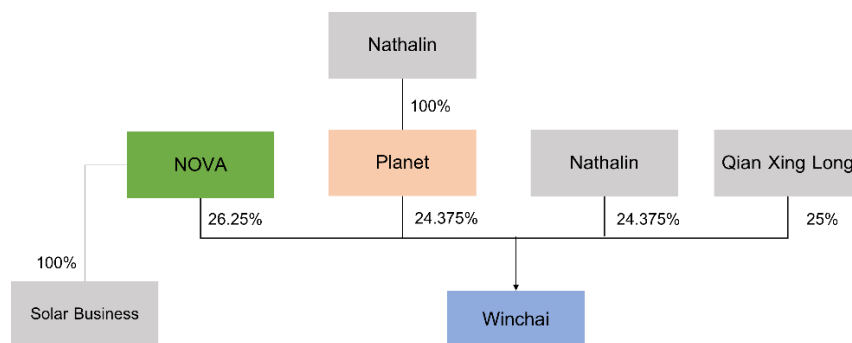 Nathalin
100%
NOVA
Planet
Nathalin
Qian Xing Long
26.25%
24.375%
24.375%
25%
100%
Solar Business
Winchai